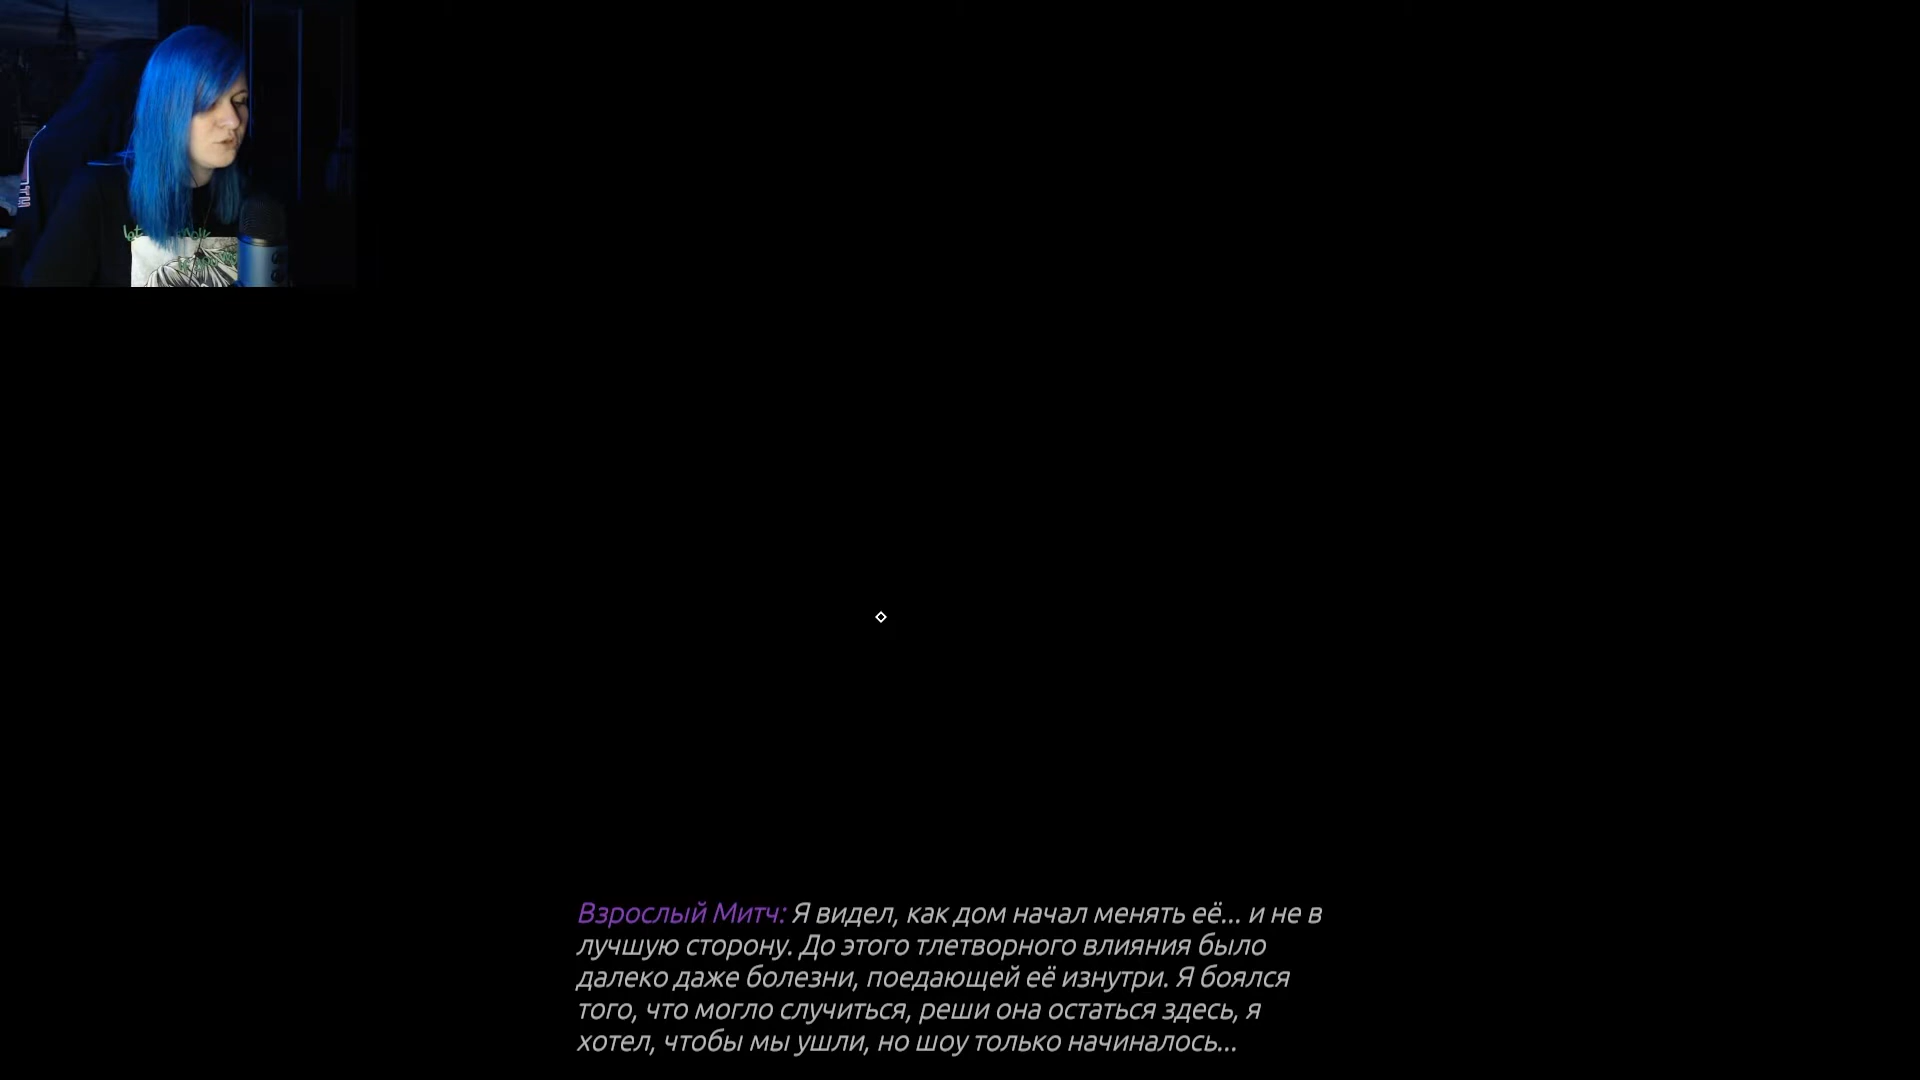 Взрослый Митч: Я видел, как дом начал менять её... и не в
лучшую сторону. До этого тлетворного влияния было
далеко даже болезни, поедающей её изнутри. Я боялся
того, что могло случиться, реши она остаться здесь, я
хотел, чтобы мы ушли, но шоу только начиналось...